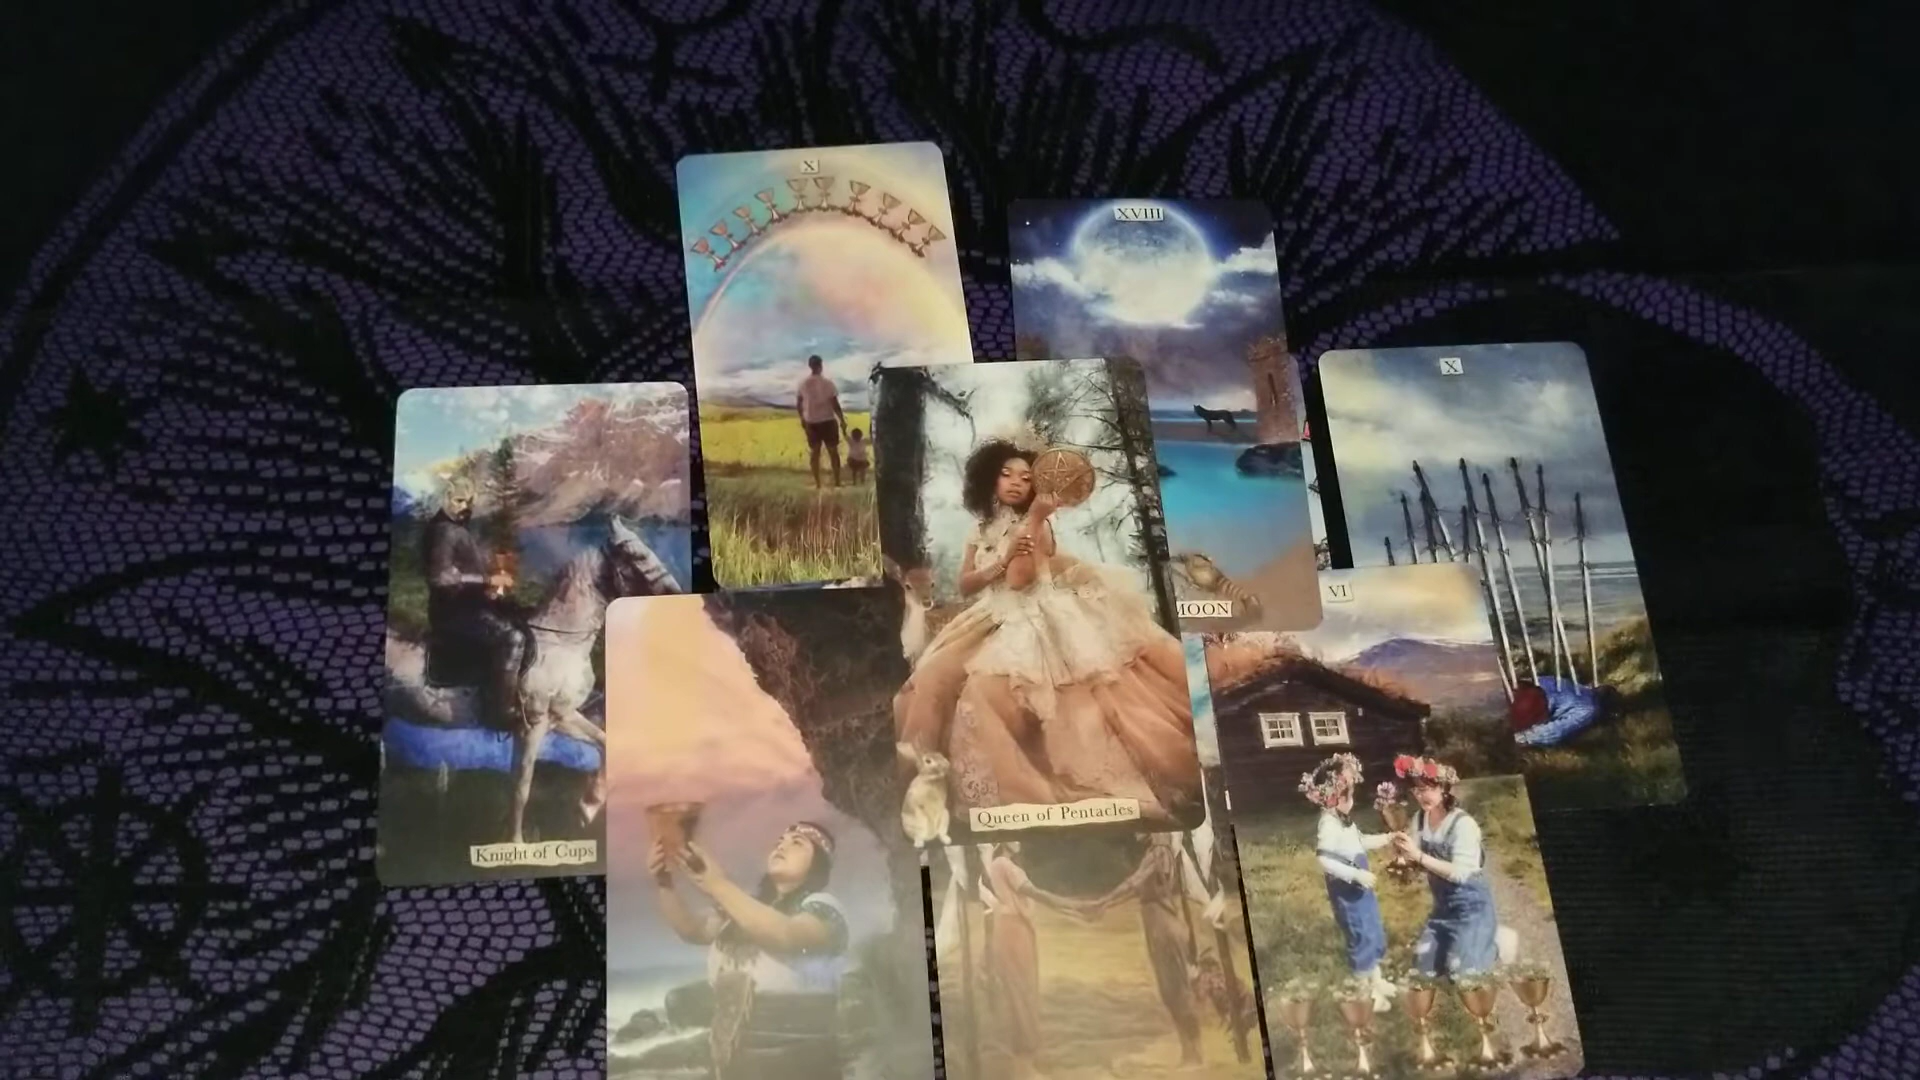 X
XVIII
X
MOON
VI
Queen of Pentacles
Knight of Cups